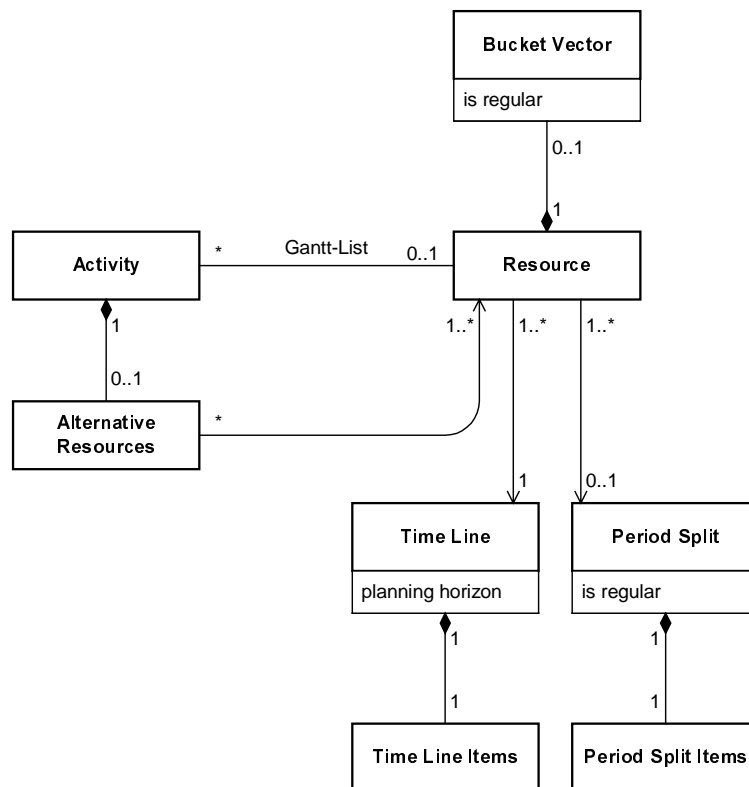 Bucket Vector
is regular
0..1
1
Activity
*
Gantt-List
0..1
Resource
1
0..1
1..*
1..*
1..*
Alternative
Resources
*
1
0..1
Time Line
planning horizon
Period Split
is regular
1
1
1
1
Time Line Items
Period Split Items